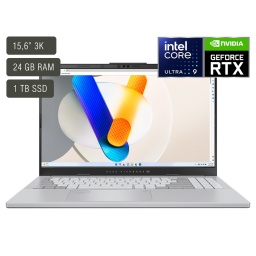 15,6" 3K
24 GB RAM
1 TB SSD
intel
CORE
ULTRA 9
NVIDIA
GEFORCE
RTX